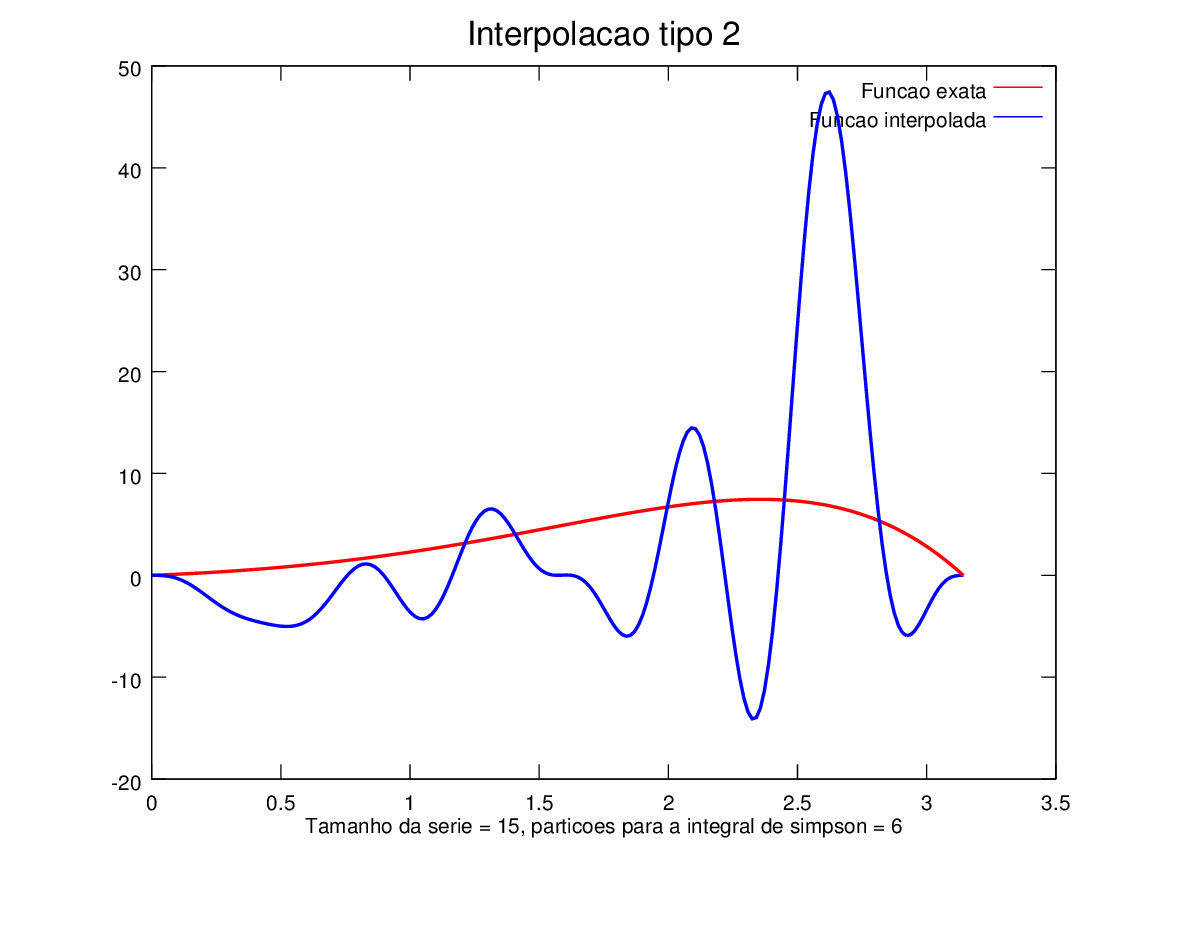 Interpolacao tipo 2
50
40
30
20
10
0
-10
-20
Funcao exata
Funcao interpolada
0 0.5 1 1.5 2 2.5 3 3.5
Tamanho da serie = 15, particoes para a integral de simpson = 6